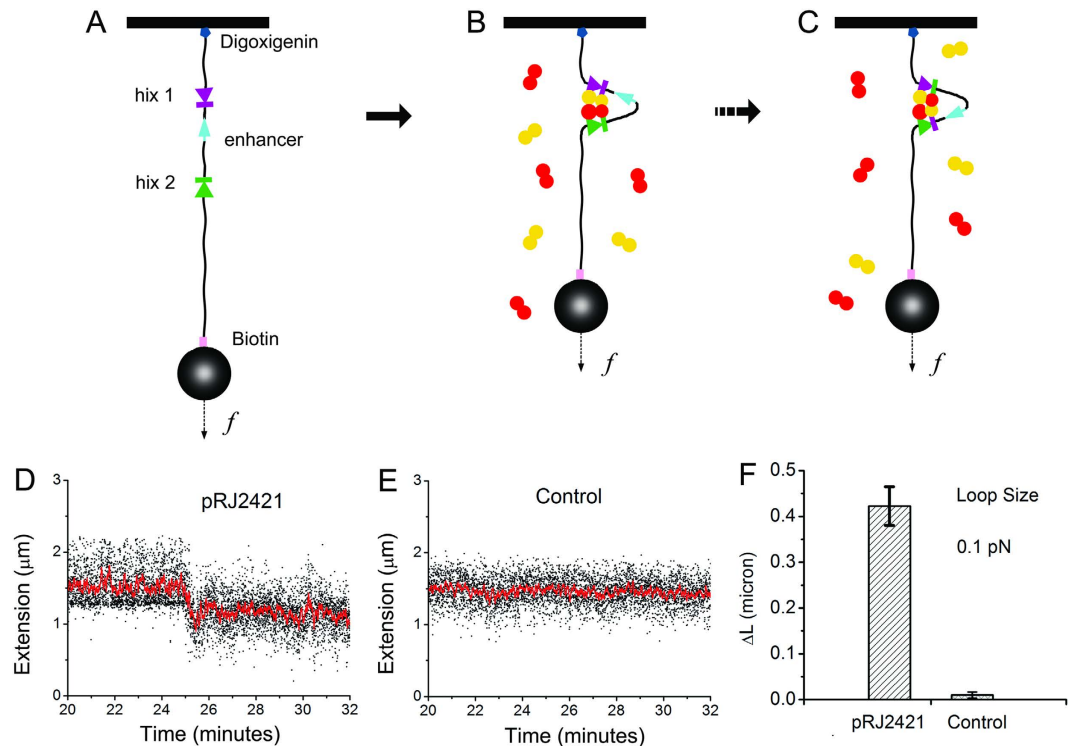 A
Digoxigenin
hix 1
enhancer
hix 2
Biotin
f
B
f
C
f
D
pRJ2421
Extension (μm)
3
2
1
0
20 22 24 26 28 30 32
Time (minutes)
E
Control
Extension (μm)
3
2
1
0
20 22 24 26 28 30 32
Time (minutes)
F
Loop Size
0.1 pN
ΔL (micron)
0.5
0.4
0.3
0.2
0.1
0.0
pRJ2421 Control